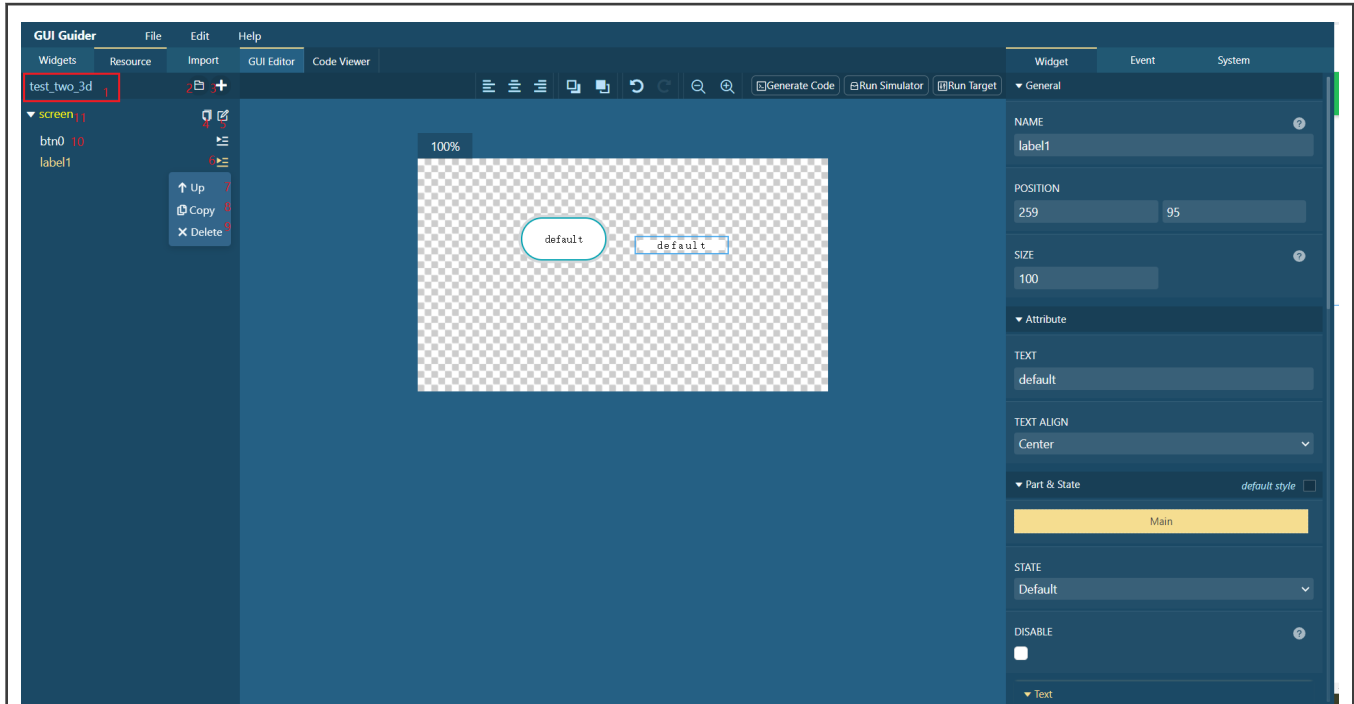 GUI Guider File Edit Help
Widgets Resource Import GUI Editor Code Viewer Widget Event System
test_two_3d 1 2 3 Generate Code Run Simulator Run Target General
screen 11 4 5
NAME
btn0 10
label1
100%
label1 6
Up 7
POSITION
Copy 8
259 95
Delete 9
default
default
SIZE
100
Attribute
TEXT
default
TEXT ALIGN
Center
Part & State default style
Main
STATE
Default
DISABLE
Text